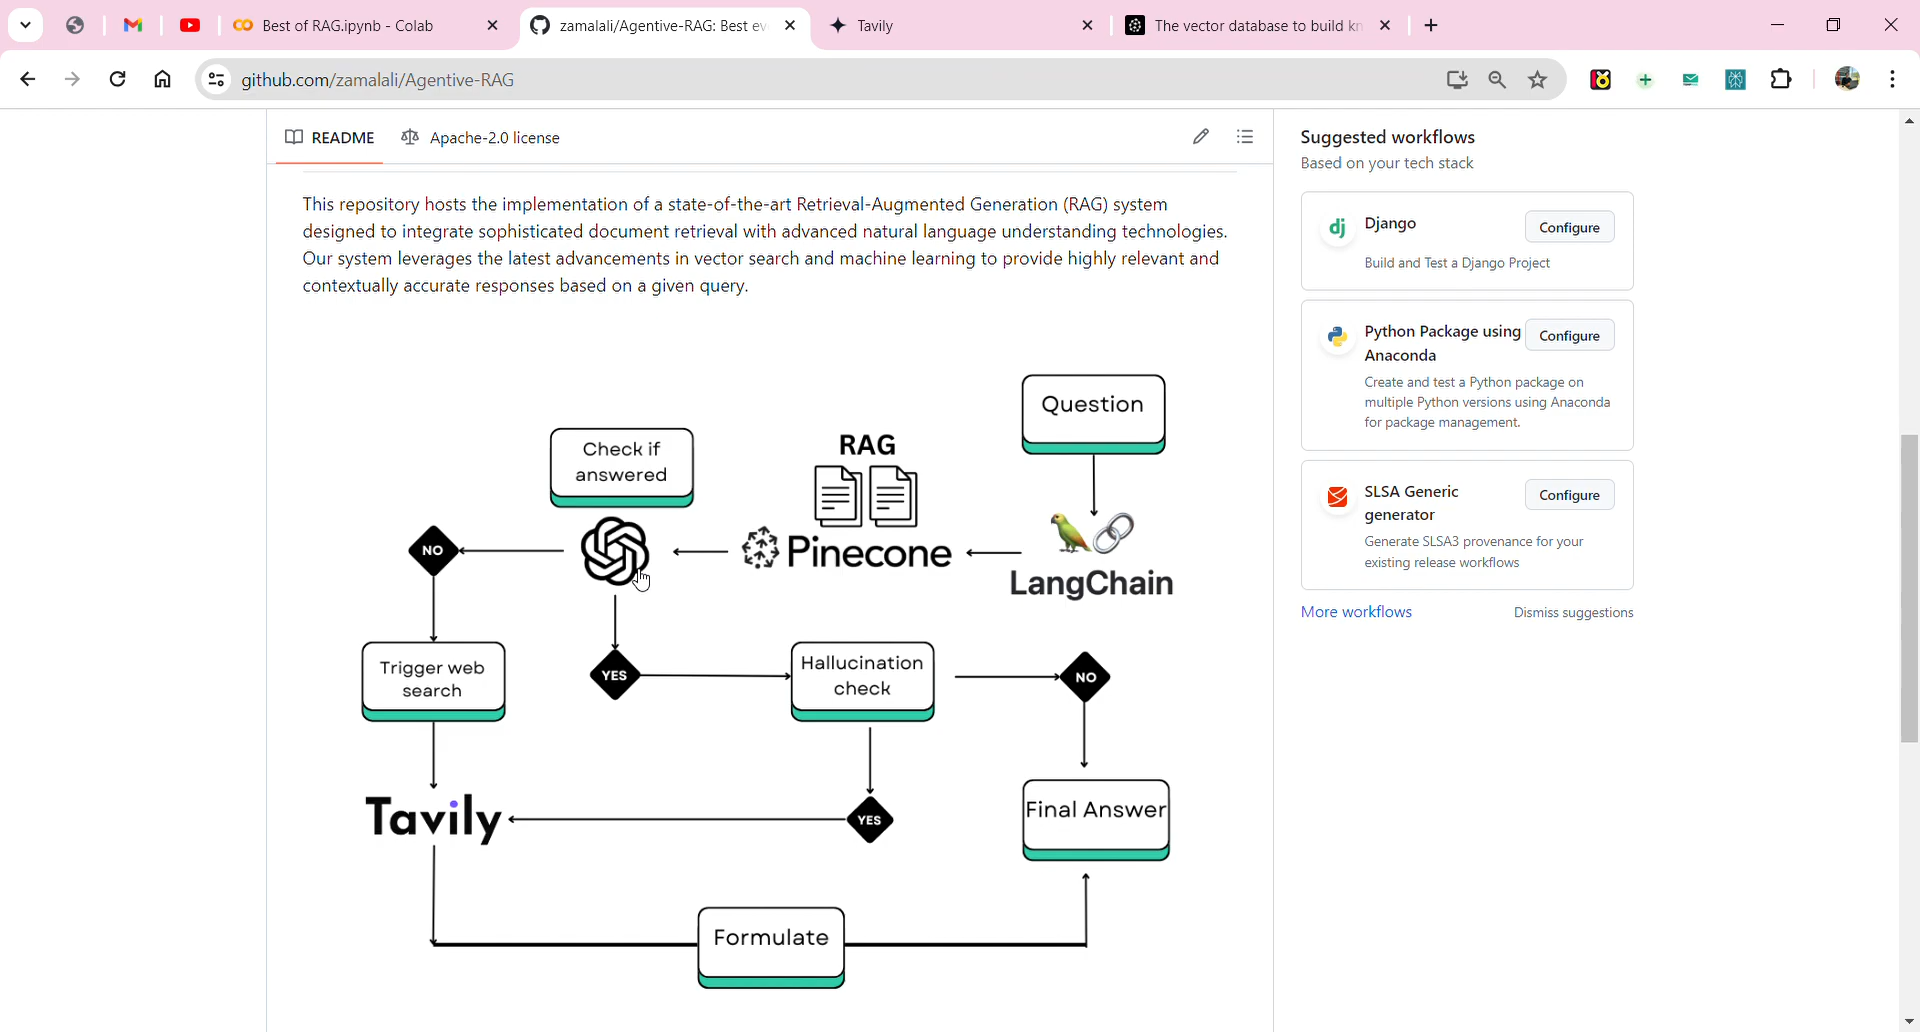 Best of RAG.ipynb - Colab
zamalali/Agentive-RAG: Best ev
Tavily
The vector database to build kn
github.com/zamalali/Agentive-RAG
README
Apache-2.0 license
This repository hosts the implementation of a state-of-the-art Retrieval-Augmented Generation (RAG) system
designed to integrate sophisticated document retrieval with advanced natural language understanding technologies.
Our system leverages the latest advancements in vector search and machine learning to provide highly relevant and
contextually accurate responses based on a given query.
Question
Check if
answered
RAG
Pinecone
LangChain
NO
Trigger web
search
YES
Hallucination
check
NO
Tavily
YES
Final Answer
Formulate
Suggested workflows
Based on your tech stack
dj
Django
Configure
Build and Test a Django Project
Python Package using
Anaconda
Configure
Create and test a Python package on
multiple Python versions using Anaconda
for package management.
SLSA Generic
generator
Configure
Generate SLSA3 provenance for your
existing release workflows
More workflows
Dismiss suggestions